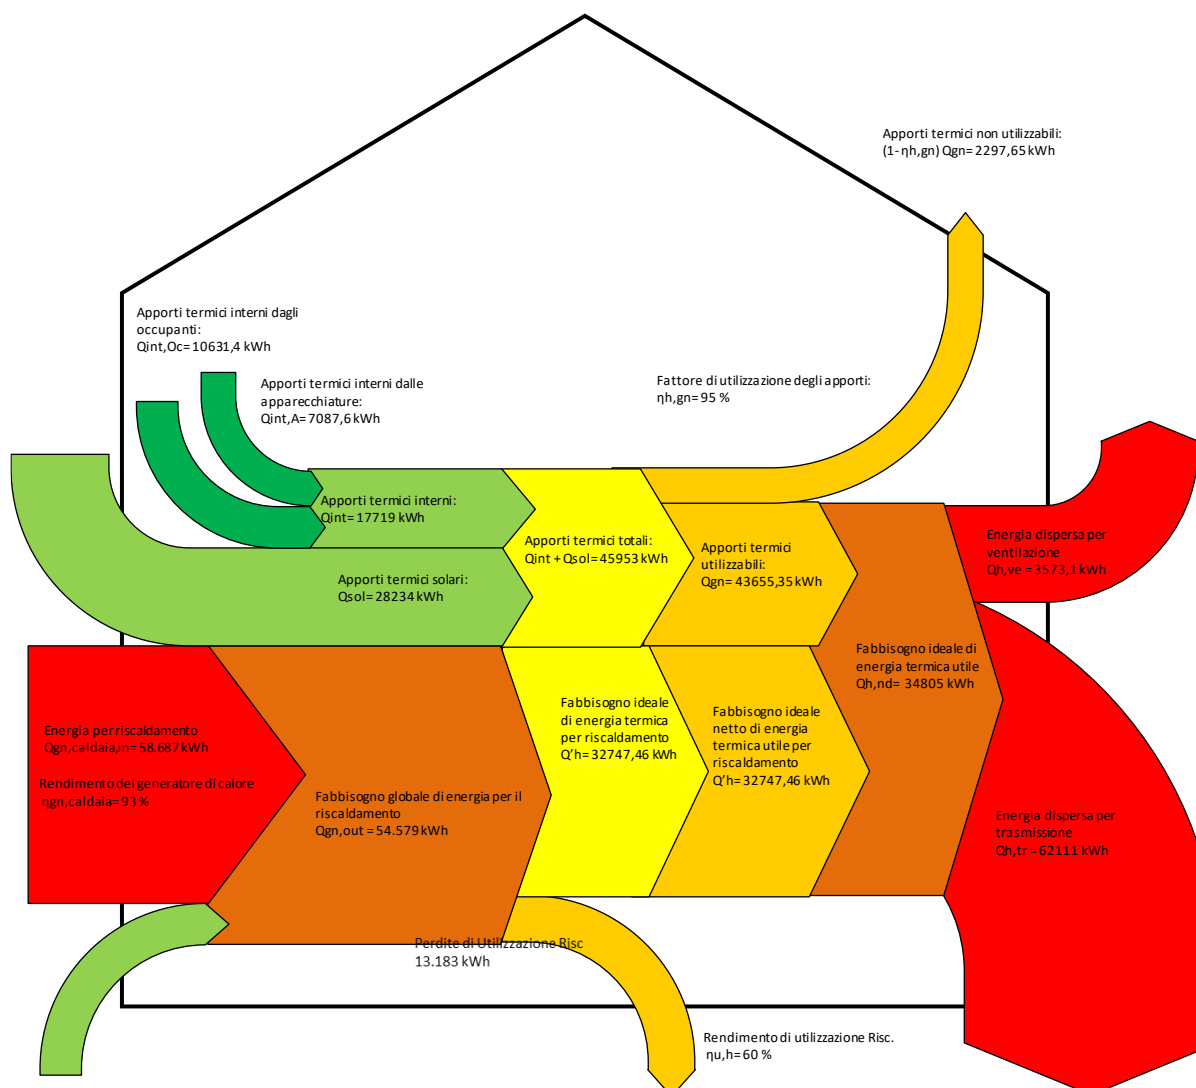 Apporti termici non utilizzabili:
(1- ηh,gn) Qgn= 2297,65 kWh
Apporti termici interni dagli
occupanti:
Qint,Oc= 10631,4 kWh
Apporti termici interni dalle
apparecchiature:
Qint,A= 7087,6 kWh
Fattore di utilizzazione degli apporti:
ηh,gn= 95 %
Apporti termici interni:
Qint= 17719 kWh
Apporti termici totali:
Qint + Qsol= 45953 kWh
Apporti termici
utilizzabili:
Qgn= 43655,35 kWh
Energia dispersa per
ventilazione
Qh,ve = 3573,1 kWh
Apporti termici solari:
Qsol= 28234 kWh
Fabbisogno ideale di
energia termica utile
Qh,nd= 34805 kWh
Energia per riscaldamento
Qgn,caldaia,in= 58.687 kWh
Rendimento del generatore di calore
ηgn,caldaia= 93 %
Fabbisogno globale di energia per il
riscaldamento
Qgn,out = 54.579 kWh
Fabbisogno ideale
di energia termica
per riscaldamento
Q'h= 32747,46 kWh
Fabbisogno ideale
netto di energia
termica utile per
riscaldamento
Q'h= 32747,46 kWh
Energia dispersa per
trasmissione
Qh,tr = 62111 kWh
Perdite di Utilizzazione Risc
13.183 kWh
Rendimento di utilizzazione Risc.
ηu,h= 60 %